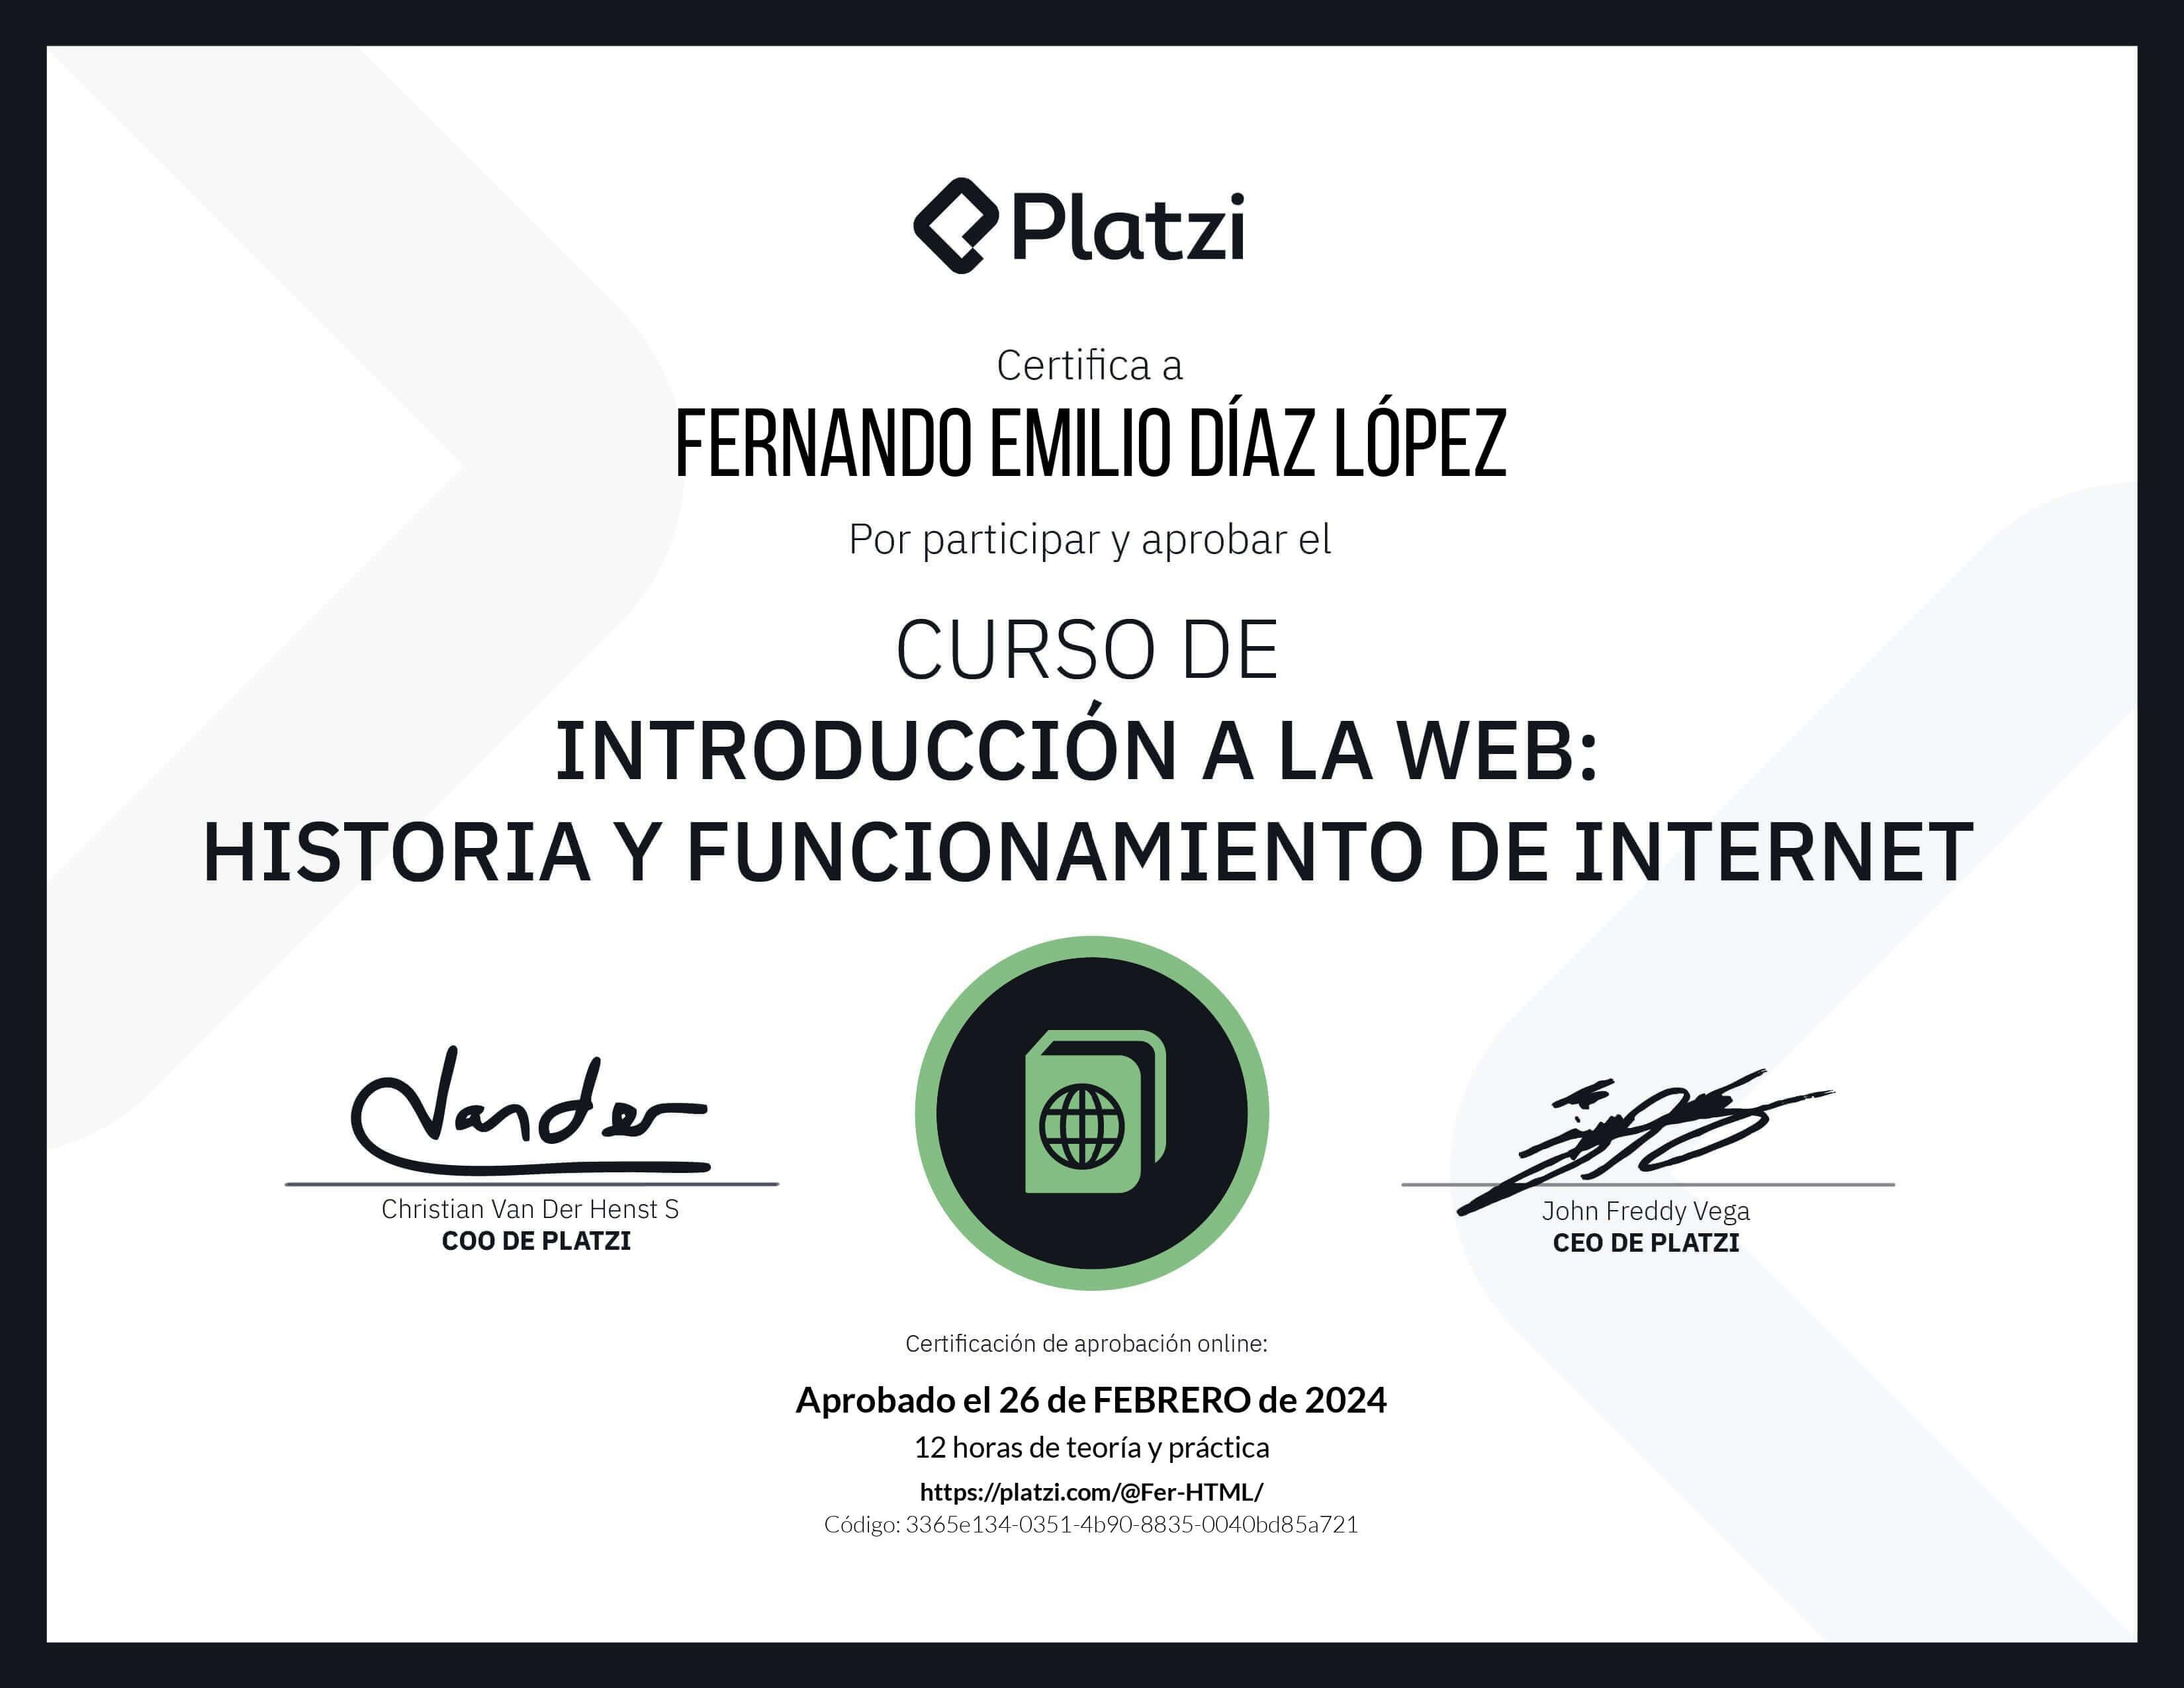 Platzi
Certifica a
FERNANDO EMILIO DÍAZ LÓPEZ
Por participar y aprobar el
CURSO DE
INTRODUCCIÓN A LA WEB:
HISTORIA Y FUNCIONAMIENTO DE INTERNET
Vander
Christian Van Der Henst S
COO DE PLATZI
John Freddy Vega
CEO DE PLATZI
Certificación de aprobación online:
Aprobado el 26 de FEBRERO de 2024
12 horas de teoría y práctica
https://platzi.com/@Fer-HTML/
Código: 3365e134-0351-4b90-8835-0040bd85a721